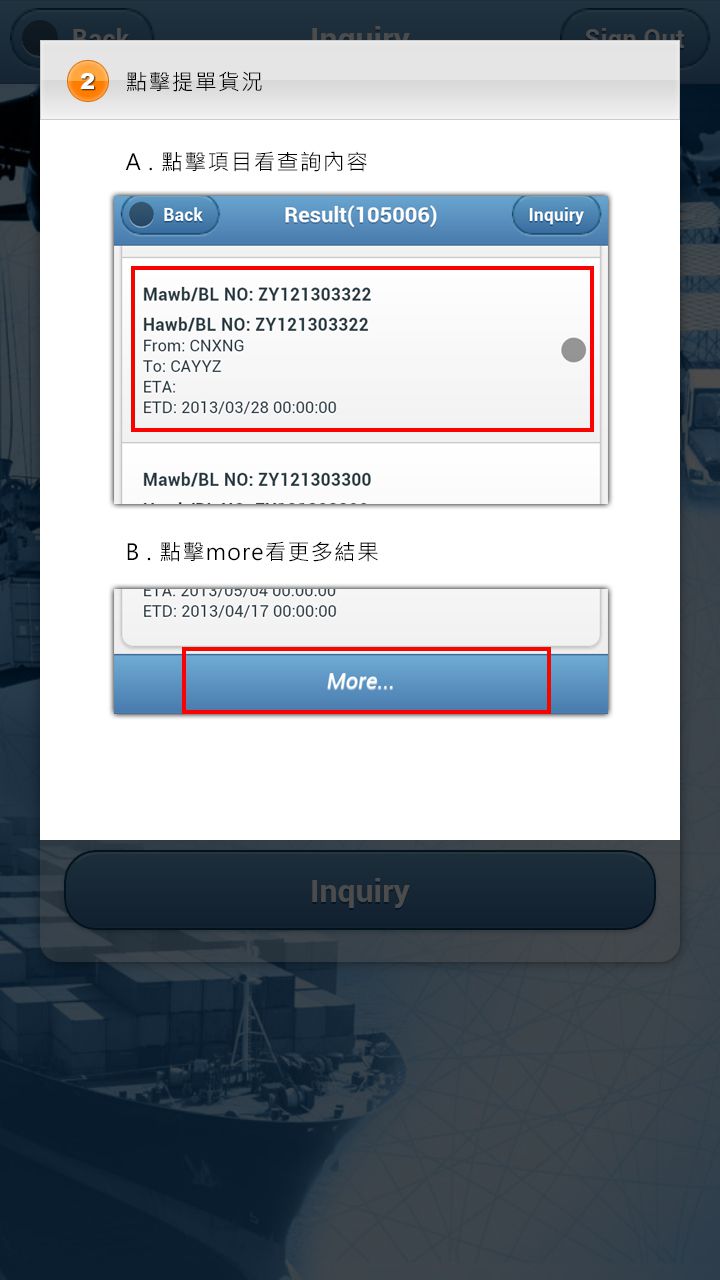 Back
Inquiry
Sign Out
2
點擊提單貨況
A . 點擊項目看查詢內容
Back
Result(105006)
Inquiry
Mawb/BL NO: ZY121303322
Hawb/BL NO: ZY121303322
From: CNXNG
To: CAYYZ
ETA:
ETD: 2013/03/28 00:00:00
Mawb/BL NO: ZY121303300
B . 點擊more看更多結果
ETA: 2013/05/04 00:00:00
ETD: 2013/04/17 00:00:00
More...
Inquiry